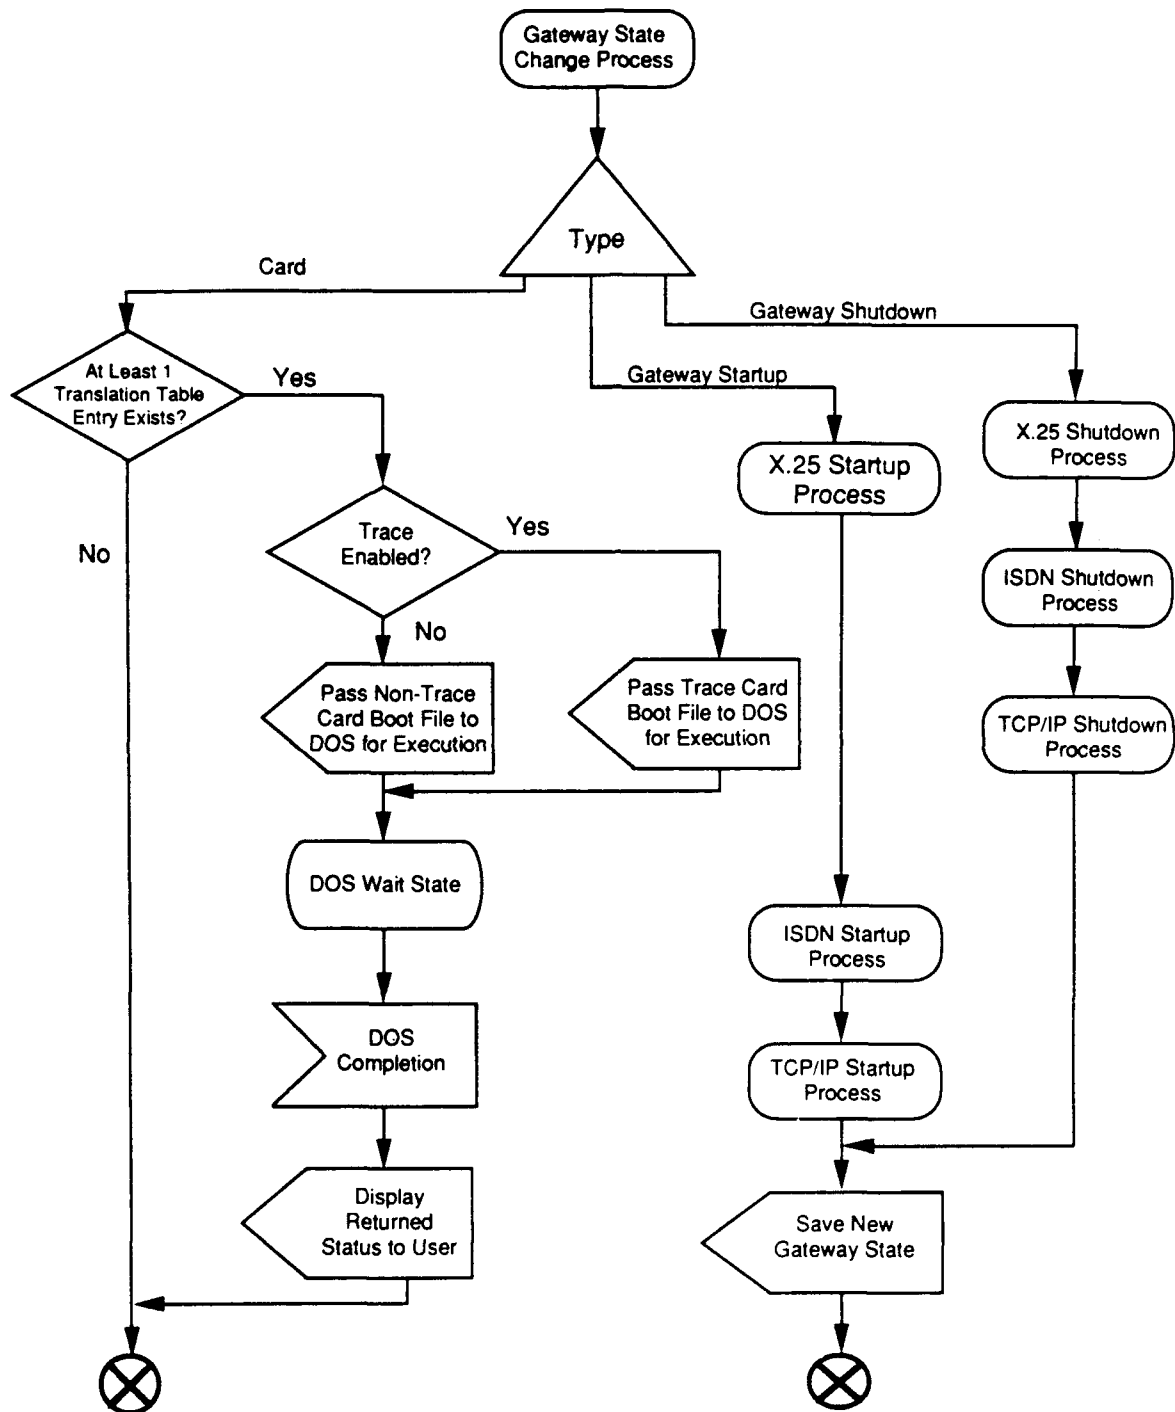 Gateway State
Change Process
Type
Card
Gateway Shutdown
Gateway Startup
At Least 1
Translation Table
Entry Exists?
Yes
No
X.25 Startup
Process
X.25 Shutdown
Process
Trace
Enabled?
Yes
No
ISDN Shutdown
Process
Pass Non-Trace
Card Boot File to
DOS for Execution
Pass Trace Card
Boot File to DOS
for Execution
TCP/IP Shutdown
Process
DOS Wait State
ISDN Startup
Process
DOS
Completion
TCP/IP Startup
Process
Display
Returned
Status to User
Save New
Gateway State